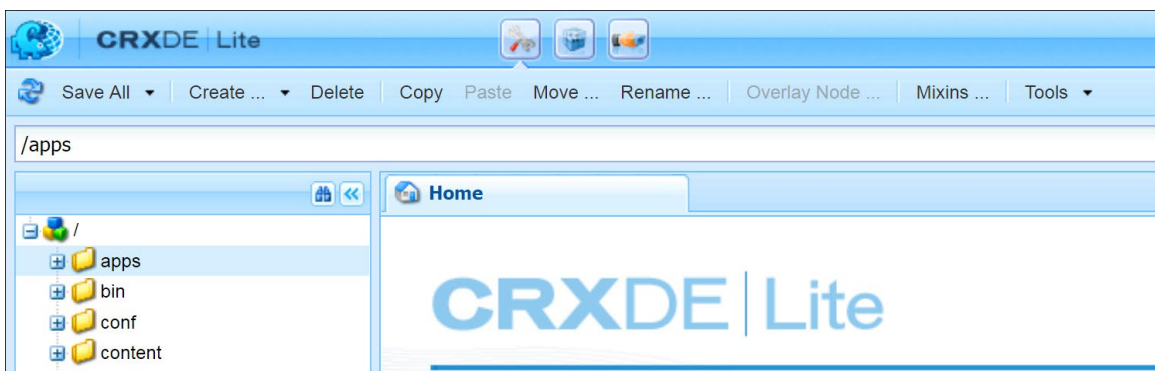 CRXDE | Lite
Save All Create ... Delete Copy Paste Move ... Rename ... Overlay Node ... Mixins ... Tools
/apps
Home
/
apps
bin
conf
content
CRXDE | Lite